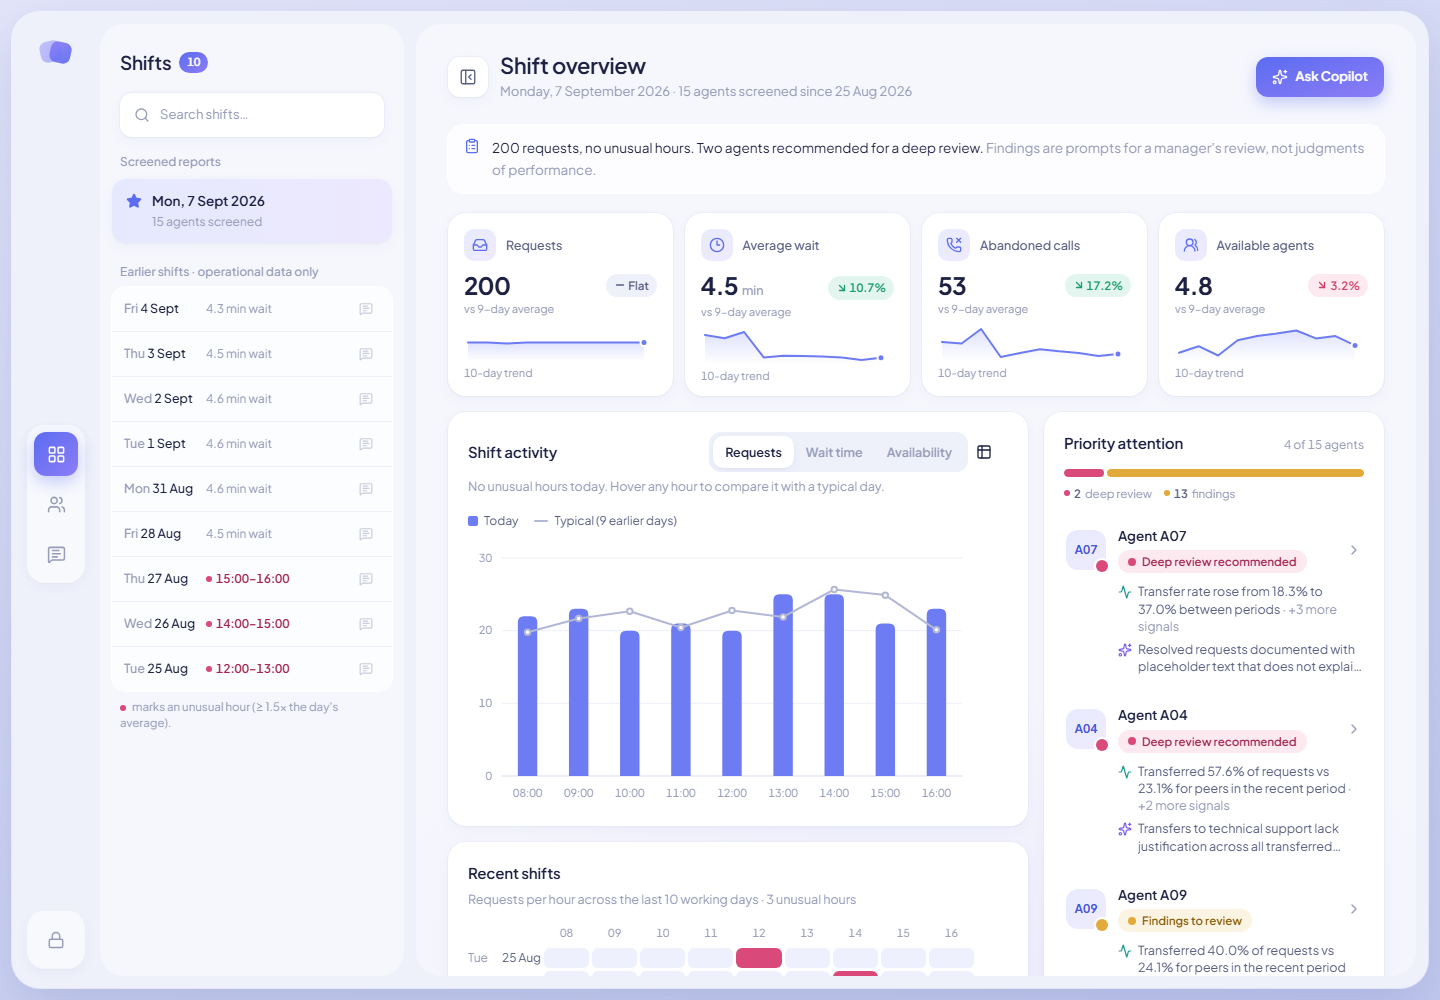 Shifts 10
Search shifts...
Screened reports
Mon, 7 Sept 2026
15 agents screened
Earlier shifts · operational data only
Fri 4 Sept 4.3 min wait
Thu 3 Sept 4.5 min wait
Wed 2 Sept 4.6 min wait
Tue 1 Sept 4.6 min wait
Mon 31 Aug 4.6 min wait
Fri 28 Aug 4.5 min wait
Thu 27 Aug 15:00–16:00
Wed 26 Aug 14:00–15:00
Tue 25 Aug 12:00–13:00
marks an unusual hour (≥ 1.5× the day's
average).
Shift overview
Monday, 7 September 2026 · 15 agents screened since 25 Aug 2026
Ask Copilot
200 requests, no unusual hours. Two agents recommended for a deep review. Findings are prompts for a manager's review, not judgments
of performance.
Requests
200
Flat
vs 9-day average
10-day trend
Average wait
4.5 min
10.7%
vs 9-day average
10-day trend
Abandoned calls
53
17.2%
vs 9-day average
10-day trend
Available agents
4.8
3.2%
vs 9-day average
10-day trend
Shift activity
Requests Wait time Availability
No unusual hours today. Hover any hour to compare it with a typical day.
Today Typical (9 earlier days)
30
20
10
0
08:00 09:00 10:00 11:00 12:00 13:00 14:00 15:00 16:00
Recent shifts
Requests per hour across the last 10 working days · 3 unusual hours
08 09 10 11 12 13 14 15 16
Tue 25 Aug
Priority attention
4 of 15 agents
2 deep review 13 findings
A07
Agent A07
Deep review recommended
Transfer rate rose from 18.3% to
37.0% between periods · +3 more
signals
Resolved requests documented with
placeholder text that does not explai...
A04
Agent A04
Deep review recommended
Transferred 57.6% of requests vs
23.1% for peers in the recent period ·
+2 more signals
Transfers to technical support lack
justification across all transferred...
A09
Agent A09
Findings to review
Transferred 40.0% of requests vs
24.1% for peers in the recent period